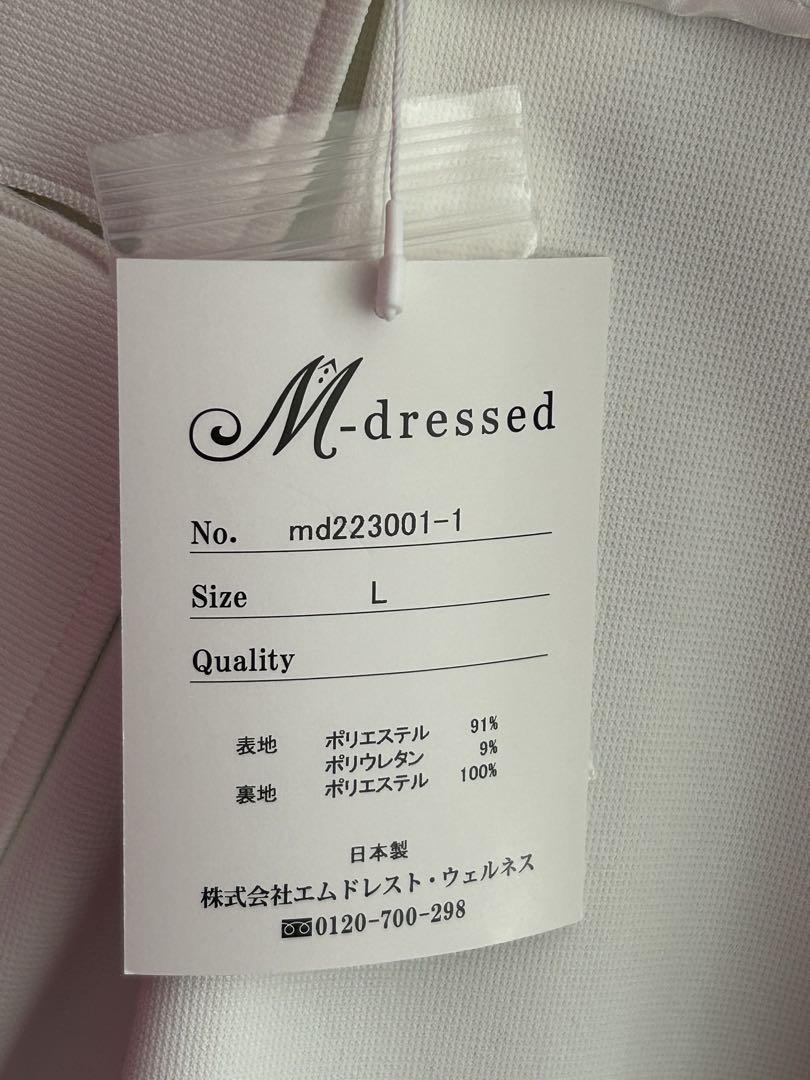 M-dressed
No. md223001-1
Size L
Quality
表地 ポリエステル 91%
ポリウレタン 9%
裏地 ポリエステル 100%
日本製
株式会社エムドレスト・ウェルネス
0120-700-298